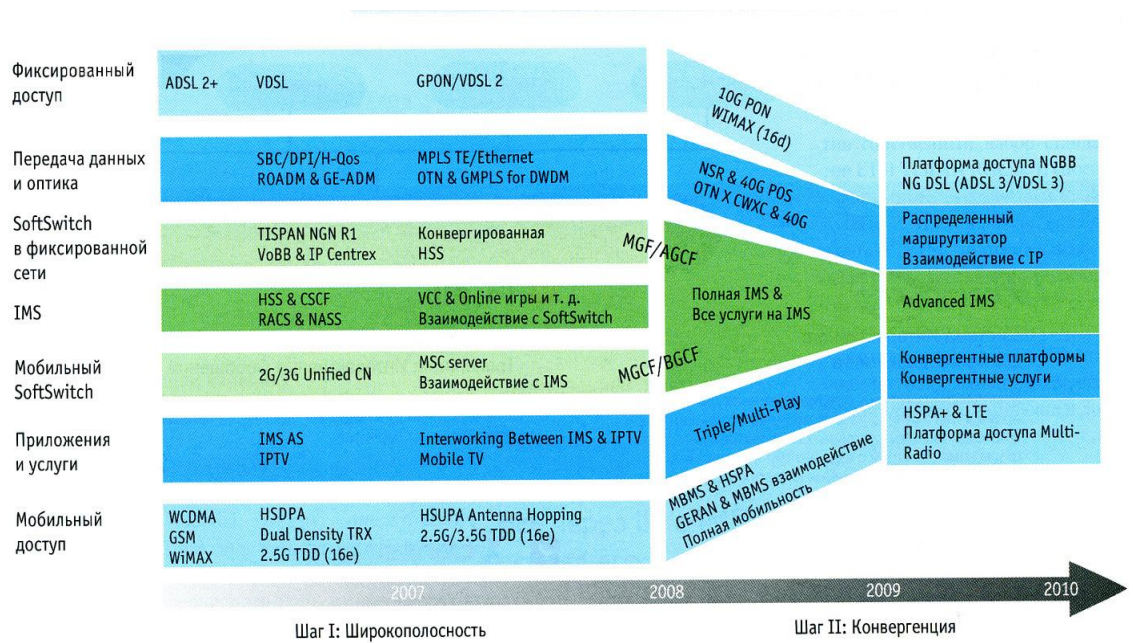 Фиксированный
доступ
ADSL 2+
VDSL
GPON/VDSL 2
10G PON
WIMAX (16d)
Передача данных
и оптика
SBC/DPI/H-Qos
ROADM & GE-ADM
MPLS TE/Ethernet
OTN & GMPLS for DWDM
NSR & 40G POS
OTN X CWXC & 40G
Платформа доступа NGBB
NG DSL (ADSL 3/VDSL 3)
SoftSwitch
в фиксированной
сети
TISPAN NGN R1
VoBB & IP Centrex
Конвергированная
HSS
MGF/AGCF
Распределенный
маршрутизатор
Взаимодействие с IP
IMS
HSS & CSCF
RACS & NASS
VCC & Online игры и т. д.
Взаимодействие с SoftSwitch
Полная IMS &
Все услуги на IMS
Advanced IMS
Мобильный
SoftSwitch
2G/3G Unified CN
MSC server
Взаимодействие с IMS
MGCF/BGCF
Конвергентные платформы
Конвергентные услуги
Приложения
и услуги
IMS AS
IPTV
Interworking Between IMS & IPTV
Mobile TV
Triple/Multi-Play
HSPA+ & LTE
Платформа доступа Multi-
Radio
Мобильный
доступ
WCDMA
GSM
WiMAX
HSDPA
Dual Density TRX
2.5G TDD (16e)
HSUPA Antenna Hopping
2.5G/3.5G TDD (16e)
MBMS & HSPA
GERAN & MBMS взаимодействие
Полная мобильность
2007
2008
2009
2010
Шаг I: Широкополосность
Шаг II: Конвергенция